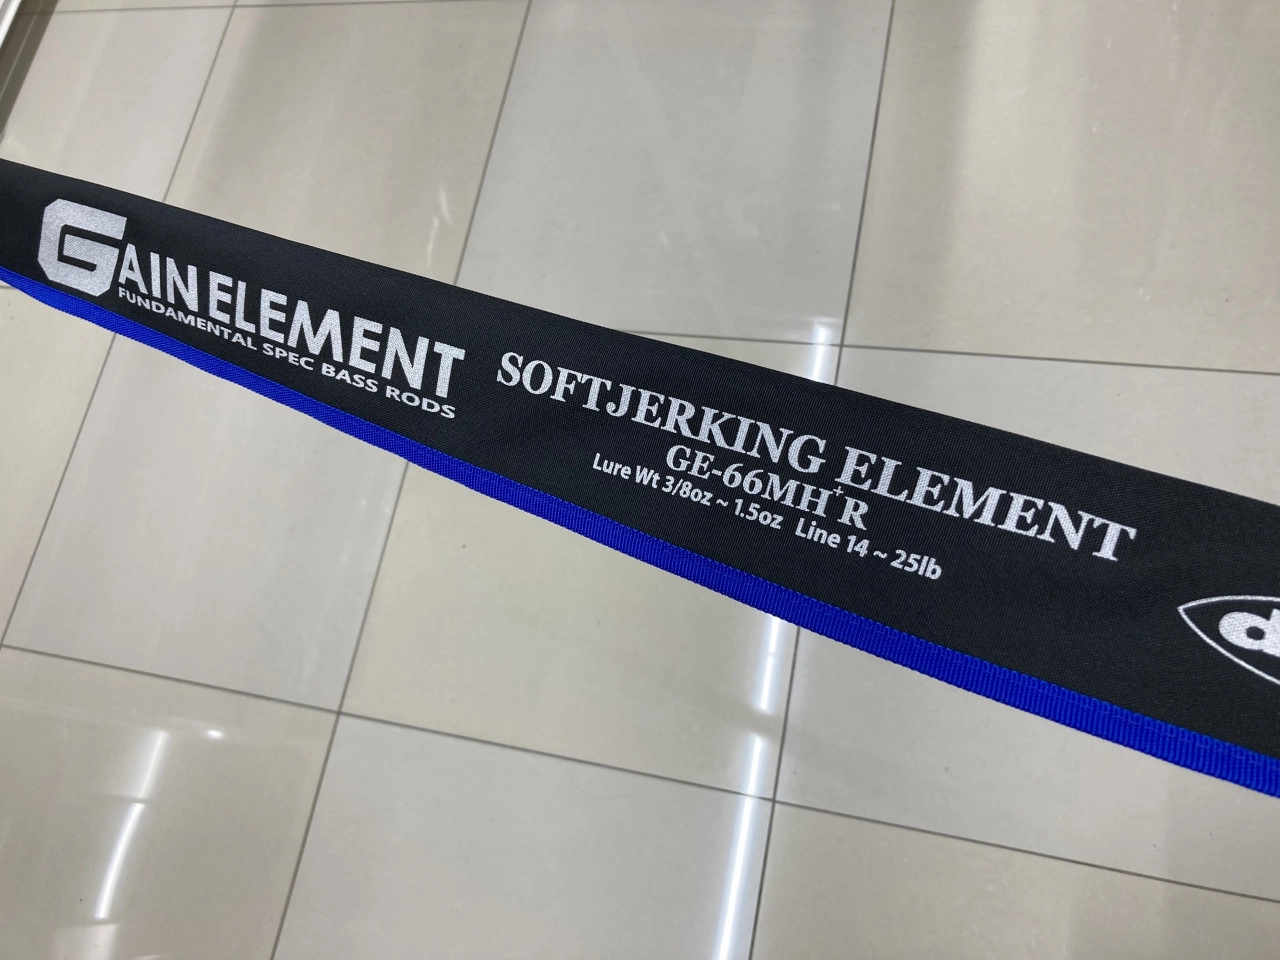 GAIN ELEMENT
FUNDAMENTAL SPEC BASS RODS
SOFTJERKING ELEMENT
GE-66MH+R
Lure Wt 3/8oz ~ 1.5oz Line 14 ~ 25lb